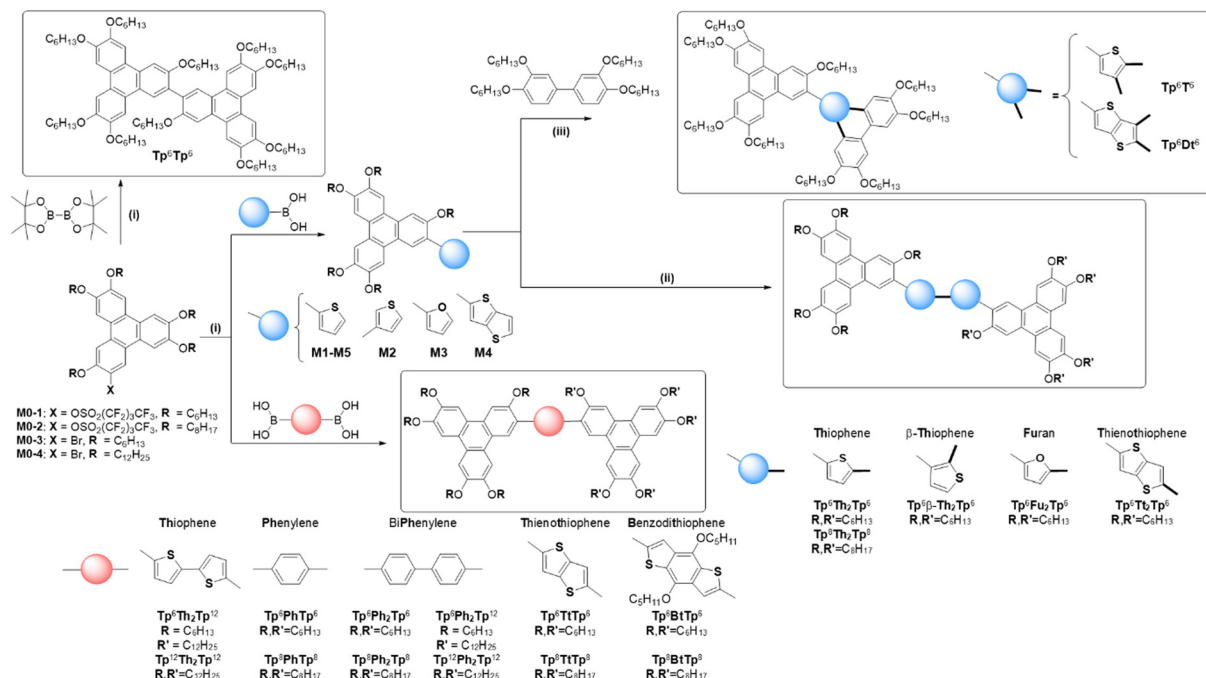 C₆H₁₃O
OC₆H₁₃
C₆H₁₃O
OC₆H₁₃
OC₆H₁₃
C₆H₁₃O
OC₆H₁₃
OC₆H₁₃
C₆H₁₃O
OC₆H₁₃
C₆H₁₃O
OC₆H₁₃
C₆H₁₃O
OC₆H₁₃
Tp⁶Tp⁶
C₆H₁₃O
OC₆H₁₃
C₆H₁₃O
OC₆H₁₃
(iii)
C₆H₁₃O
OC₆H₁₃
C₆H₁₃O
OC₆H₁₃
OC₆H₁₃
OC₆H₁₃
C₆H₁₃O
OC₆H₁₃
C₆H₁₃O
OC₆H₁₃
=
S
Tp⁶T⁶
S
S
Tp⁶Dt⁶
O
O
B
B
O
O
(i)
OH
B
OH
OR
RO
OR
RO
OR
(ii)
OR
RO
OR
RO
OR
OR'
OR'
R'O
OR'
OR'
OR
RO
OR
OR
RO
X
(i)
S
S
O
S
S
M1-M5
M2
M3
M4
M0-1: X = OSO₂(CF₂)₃CF₃, R = C₆H₁₃
M0-2: X = OSO₂(CF₂)₃CF₃, R = C₈H₁₇
M0-3: X = Br, R = C₆H₁₃
M0-4: X = Br, R = C₁₂H₂₅
HO
B
HO
OH
B
OH
OR
OR
RO
RO
OR
R'O
OR'
OR'
R'O
OR'
Thiophene
β-Thiophene
Furan
Thienothiophene
S
S
O
S
S
Tp⁶Th₂Tp⁶
Tp⁶β-Th₂Tp⁶
Tp⁶Fu₂Tp⁶
Tp⁶Tt₂Tp⁶
R,R'=C₆H₁₃
R,R'=C₆H₁₃
R,R'=C₆H₁₃
R,R'=C₆H₁₃
Tp⁸Th₂Tp⁸
R,R'=C₈H₁₇
Thiophene
Phenylene
BiPhenylene
Thienothiophene
Benzodithiophene
S
S
S
S
OC₅H₁₁
S
S
C₅H₁₁O
Tp⁶Th₂Tp¹²
Tp⁶PhTp⁶
Tp⁶Ph₂Tp⁶
Tp⁶Ph₂Tp¹²
Tp⁶TtTp⁶
Tp⁶BtTp⁶
R = C₆H₁₃
R,R'=C₆H₁₃
R,R'=C₆H₁₃
R = C₆H₁₃
R,R'=C₆H₁₃
R,R'=C₆H₁₃
R' = C₁₂H₂₅
R' = C₁₂H₂₅
Tp¹²Th₂Tp¹²
Tp⁸PhTp⁸
Tp⁸Ph₂Tp⁸
Tp¹²Ph₂Tp¹²
Tp⁸TtTp⁸
Tp⁸BtTp⁸
R,R'=C₁₂H₂₅
R,R'=C₈H₁₇
R,R'=C₈H₁₇
R,R'=C₁₂H₂₅
R,R'=C₈H₁₇
R,R'=C₈H₁₇